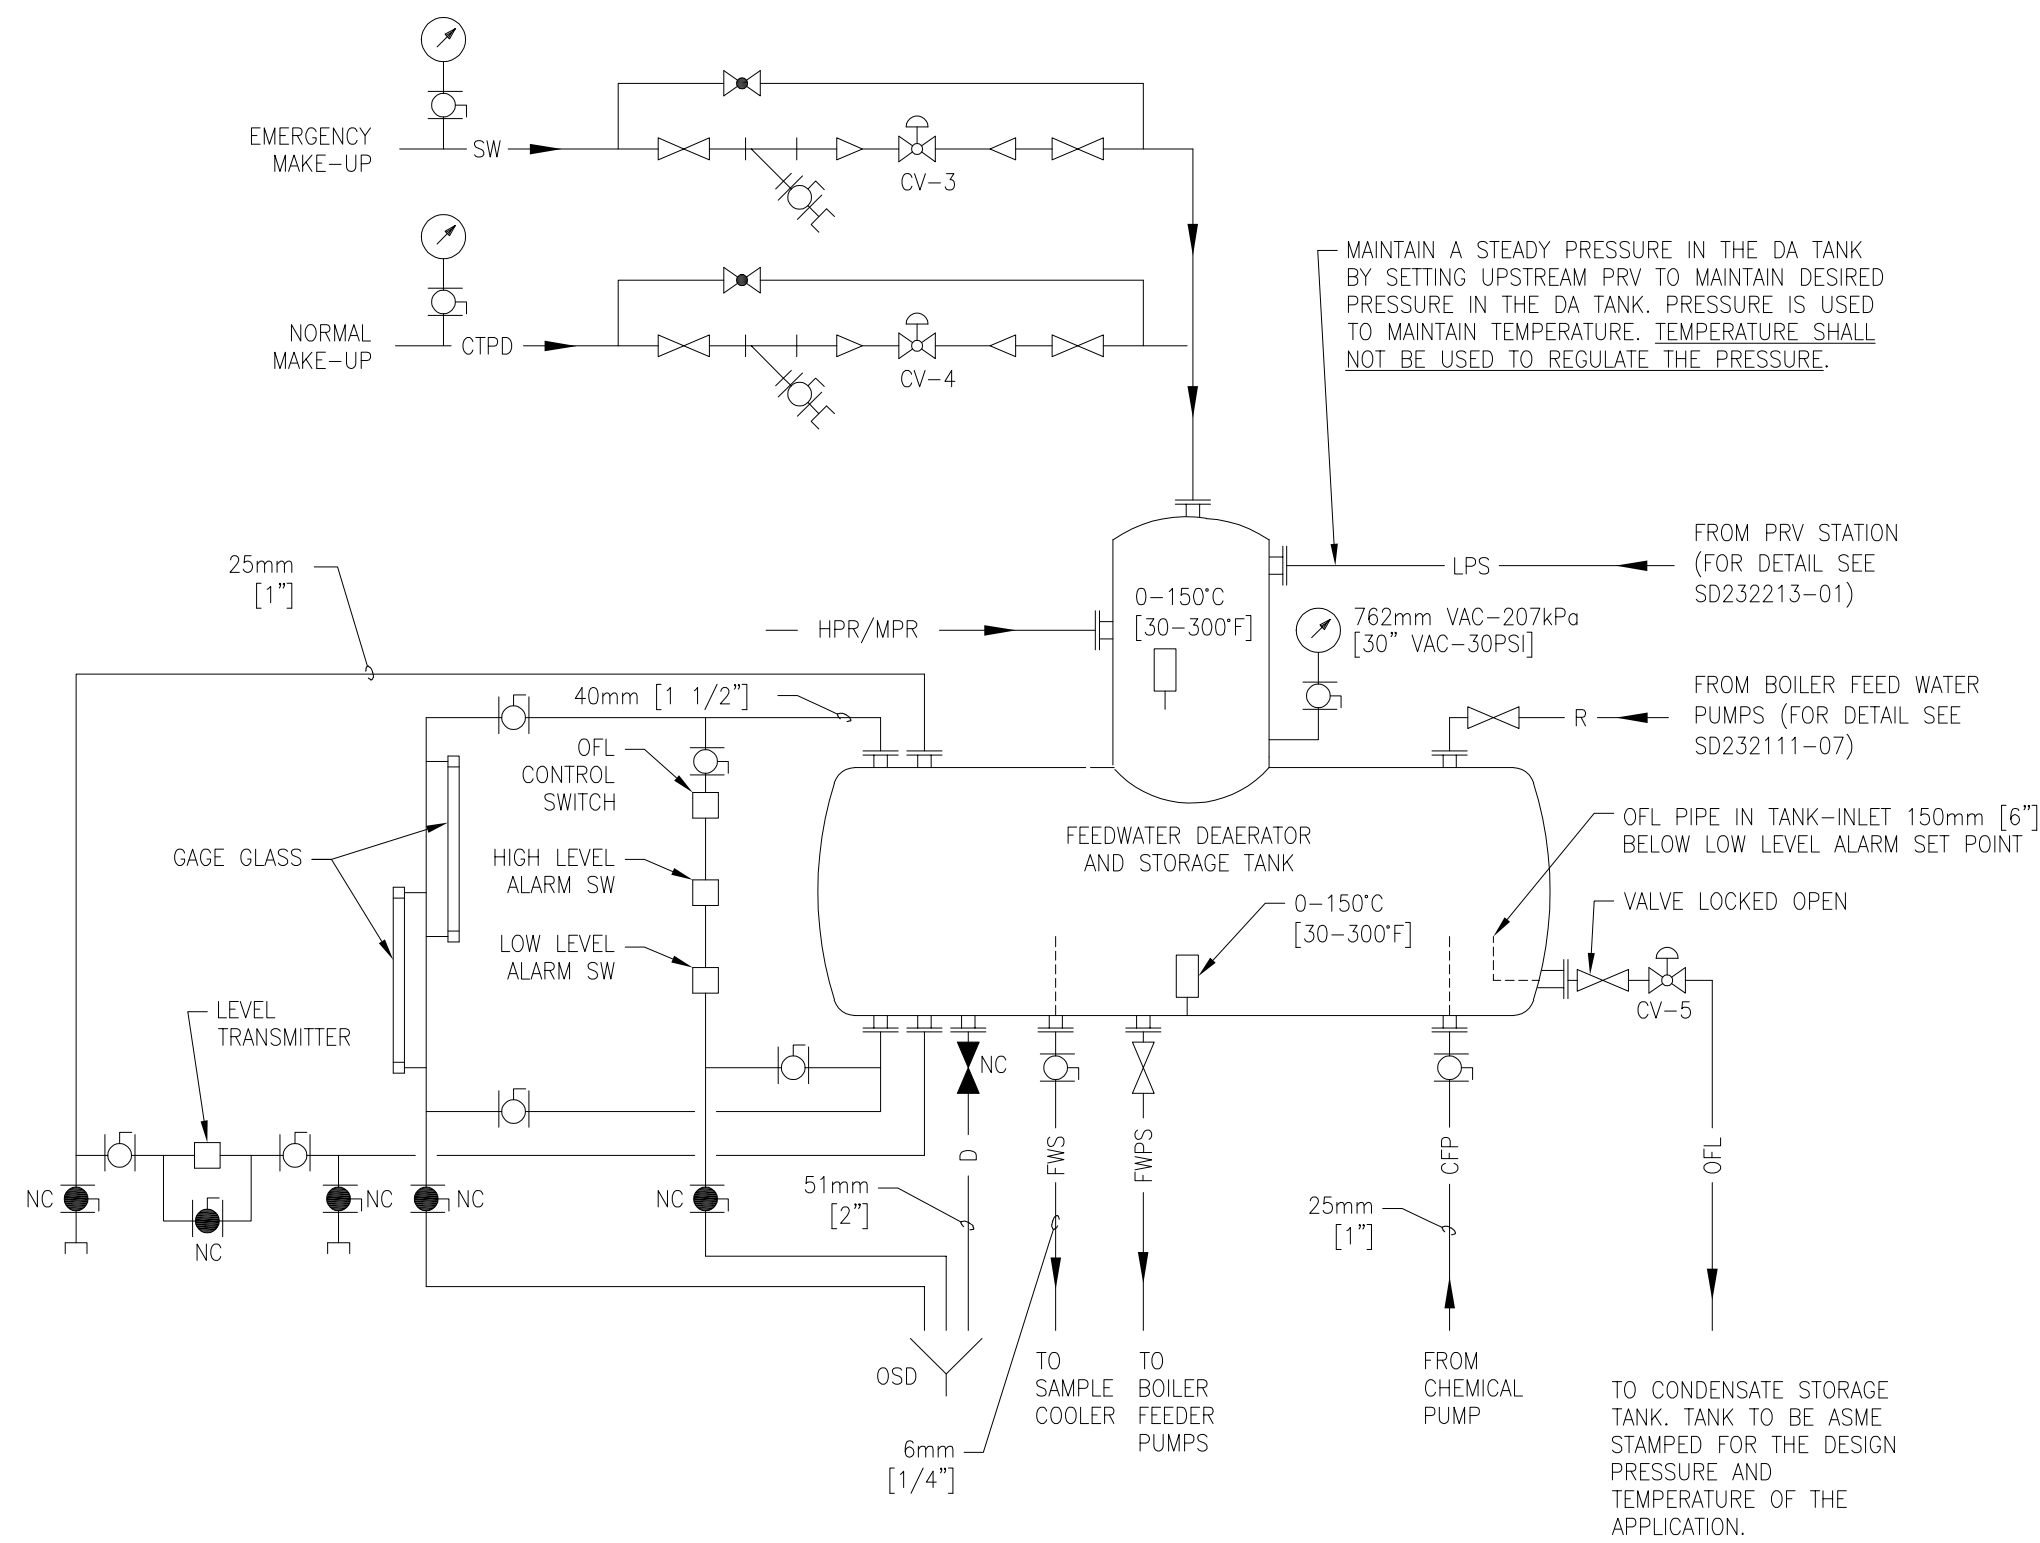 EMERGENCY
MAKE-UP
SW
CV-3
NORMAL
MAKE-UP
CTPD
CV-4
MAINTAIN A STEADY PRESSURE IN THE DA TANK
BY SETTING UPSTREAM PRV TO MAINTAIN DESIRED
PRESSURE IN THE DA TANK. PRESSURE IS USED
TO MAINTAIN TEMPERATURE. TEMPERATURE SHALL
NOT BE USED TO REGULATE THE PRESSURE.
FROM PRV STATION
(FOR DETAIL SEE
SD232213-01)
LPS
25mm
[1"]
0-150°C
[30-300°F]
HPR/MPR
762mm VAC-207kPa
[30" VAC-30PSI]
40mm [1 1/2"]
FROM BOILER FEED WATER
PUMPS (FOR DETAIL SEE
SD232111-07)
R
OFL
CONTROL
SWITCH
GAGE GLASS
HIGH LEVEL
ALARM SW
LOW LEVEL
ALARM SW
FEEDWATER DEAERATOR
AND STORAGE TANK
OFL PIPE IN TANK-INLET 150mm [6"]
BELOW LOW LEVEL ALARM SET POINT
VALVE LOCKED OPEN
0-150°C
[30-300°F]
CV-5
LEVEL
TRANSMITTER
NC
D
FWS
FWPS
CFP
OFL
NC
NC
NC
NC
NC
51mm
[2"]
25mm
[1"]
OSD
TO
SAMPLE
COOLER
TO
BOILER
FEEDER
PUMPS
FROM
CHEMICAL
PUMP
6mm
[1/4"]
TO CONDENSATE STORAGE
TANK. TANK TO BE ASME
STAMPED FOR THE DESIGN
PRESSURE AND
TEMPERATURE OF THE
APPLICATION.